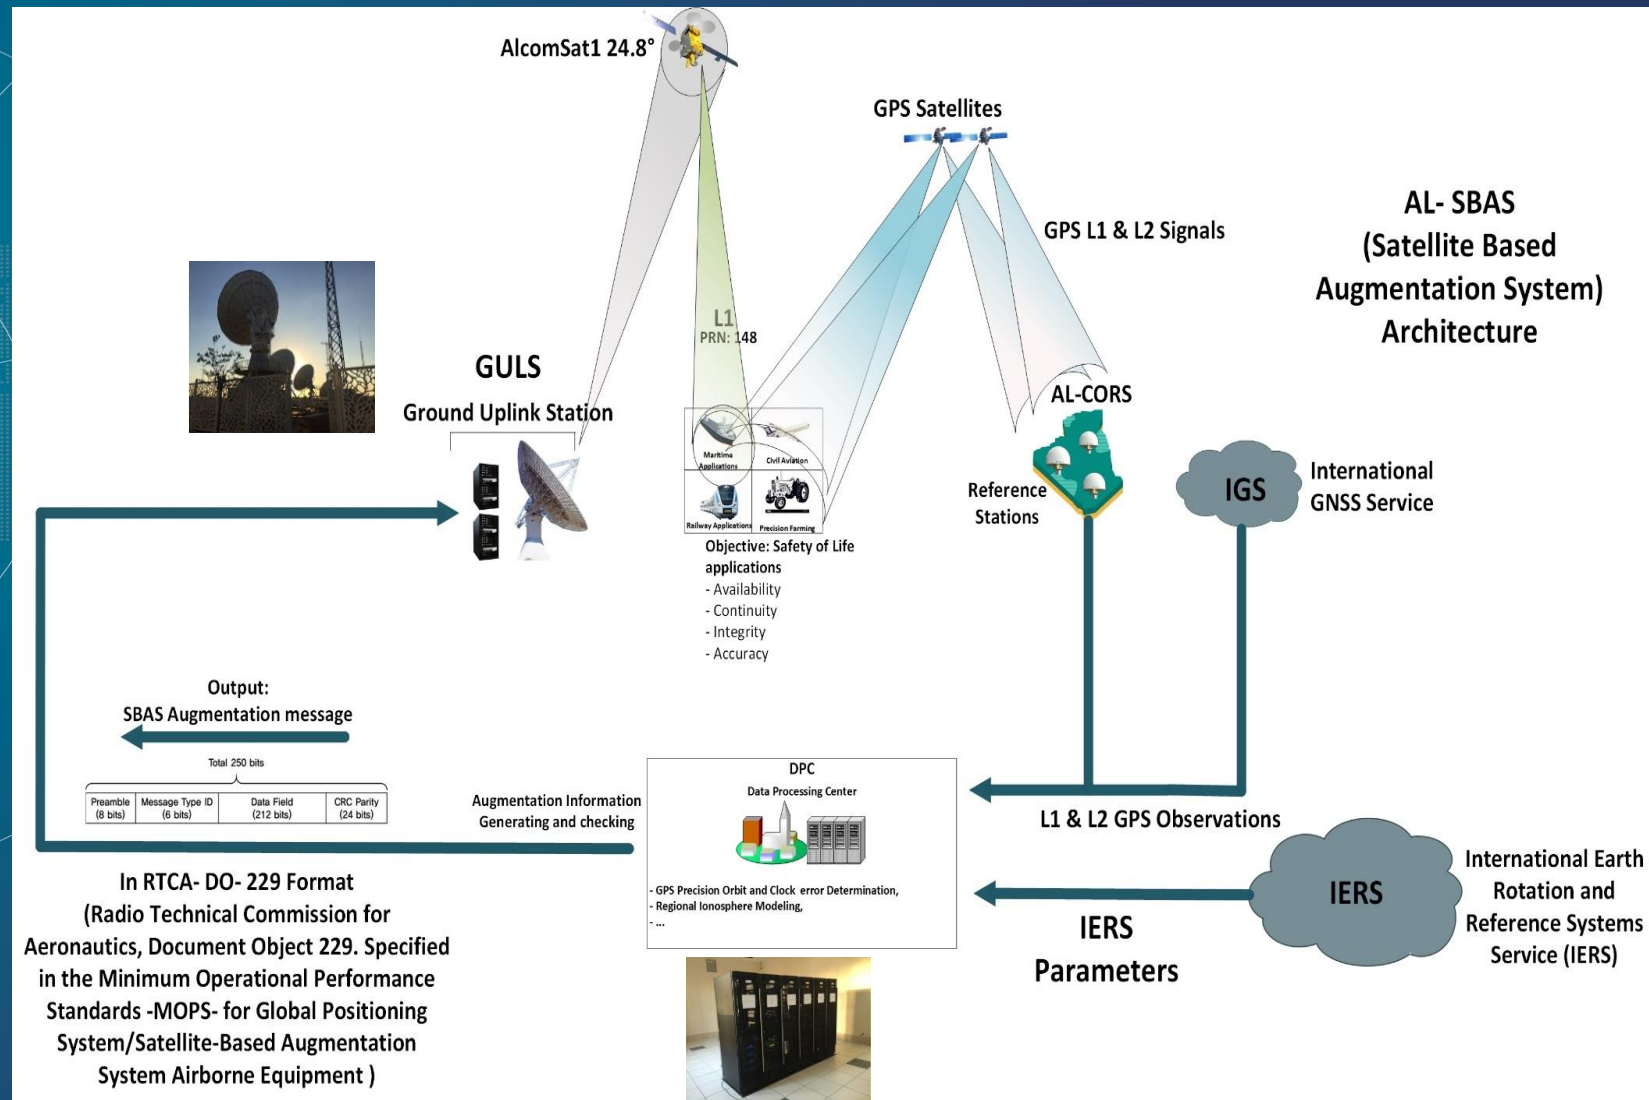 AlcomSat1 24.8°
GPS Satellites
GPS L1 & L2 Signals
AL- SBAS
(Satellite Based
Augmentation System)
Architecture
L1
PRN: 148
GULS
Ground Uplink Station
Maritime
Applications
Civil Aviation
Railway Applications
Precision Farming
Objective: Safety of Life
applications
- Availability
- Continuity
- Integrity
- Accuracy
AL-CORS
Reference
Stations
IGS
International
GNSS Service
Output:
SBAS Augmentation message
Total 250 bits
Preamble
(8 bits)
Message Type ID
(6 bits)
Data Field
(212 bits)
CRC Parity
(24 bits)
Augmentation Information
Generating and checking
DPC
Data Processing Center
- GPS Precision Orbit and Clock error Determination,
- Regional Ionosphere Modeling,
- ...
L1 & L2 GPS Observations
IERS
International Earth
Rotation and
Reference Systems
Service (IERS)
IERS
Parameters
In RTCA- DO- 229 Format
(Radio Technical Commission for
Aeronautics, Document Object 229. Specified
in the Minimum Operational Performance
Standards -MOPS- for Global Positioning
System/Satellite-Based Augmentation
System Airborne Equipment )